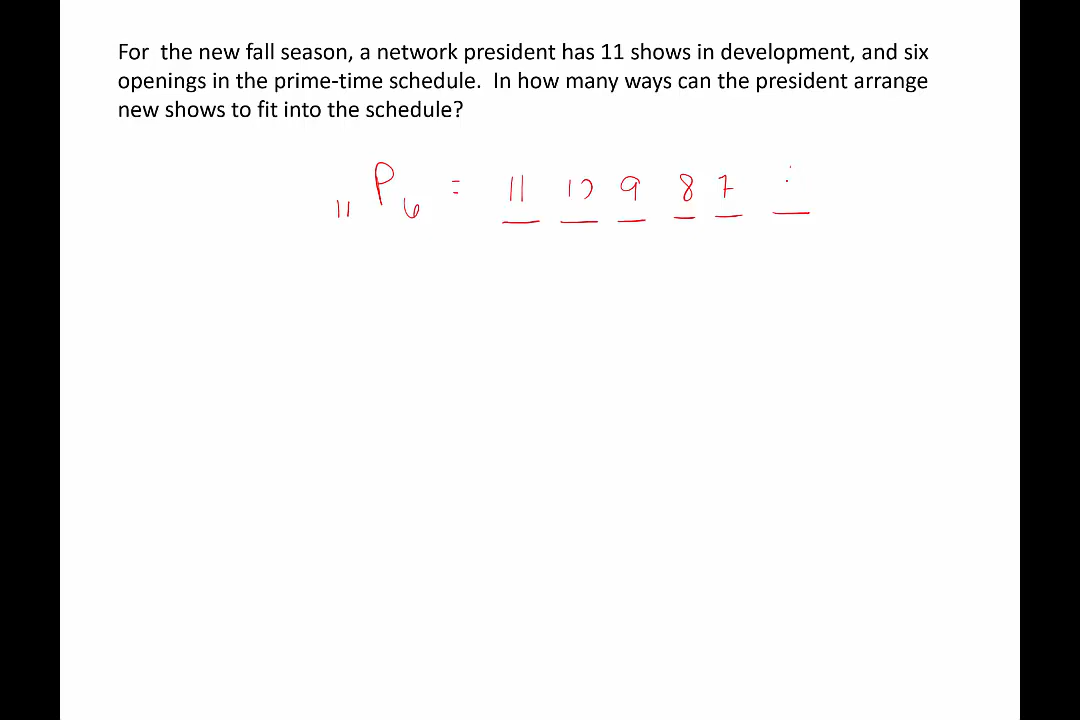 For the new fall season, a network president has 11 shows in development, and six
openings in the prime-time schedule. In how many ways can the president arrange
new shows to fit into the schedule?
11 P 6 = 11 10 9 8 7